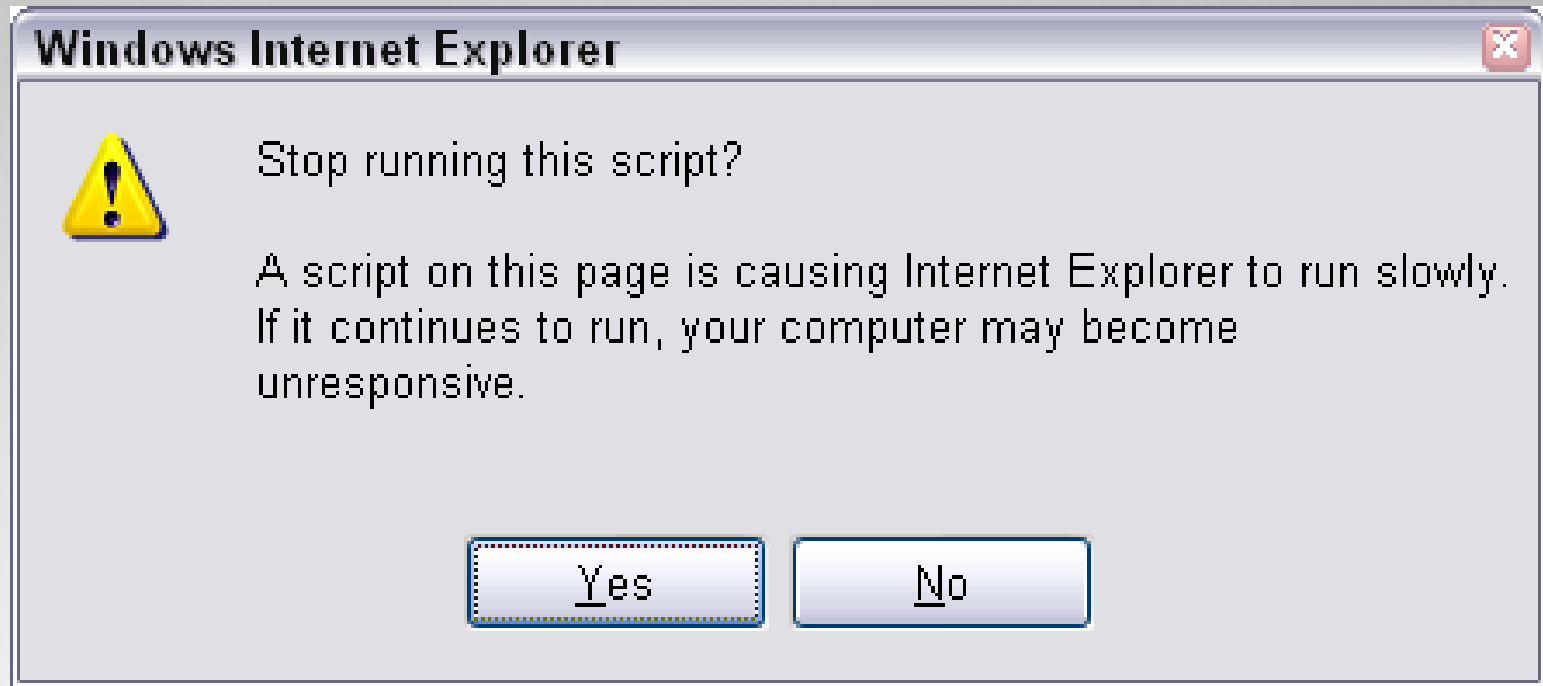 Windows Internet Explorer
Stop running this script?
A script on this page is causing Internet Explorer to run slowly.
If it continues to run, your computer may become
unresponsive.
Yes No